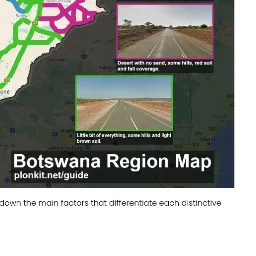 Desert with no sand, some hills, red soil
and fall coverage.
Little bit of everything, some hills and light
brown soil.
Botswana Region Map
plonkit.net/guide
down the main factors that differentiate each distinctive